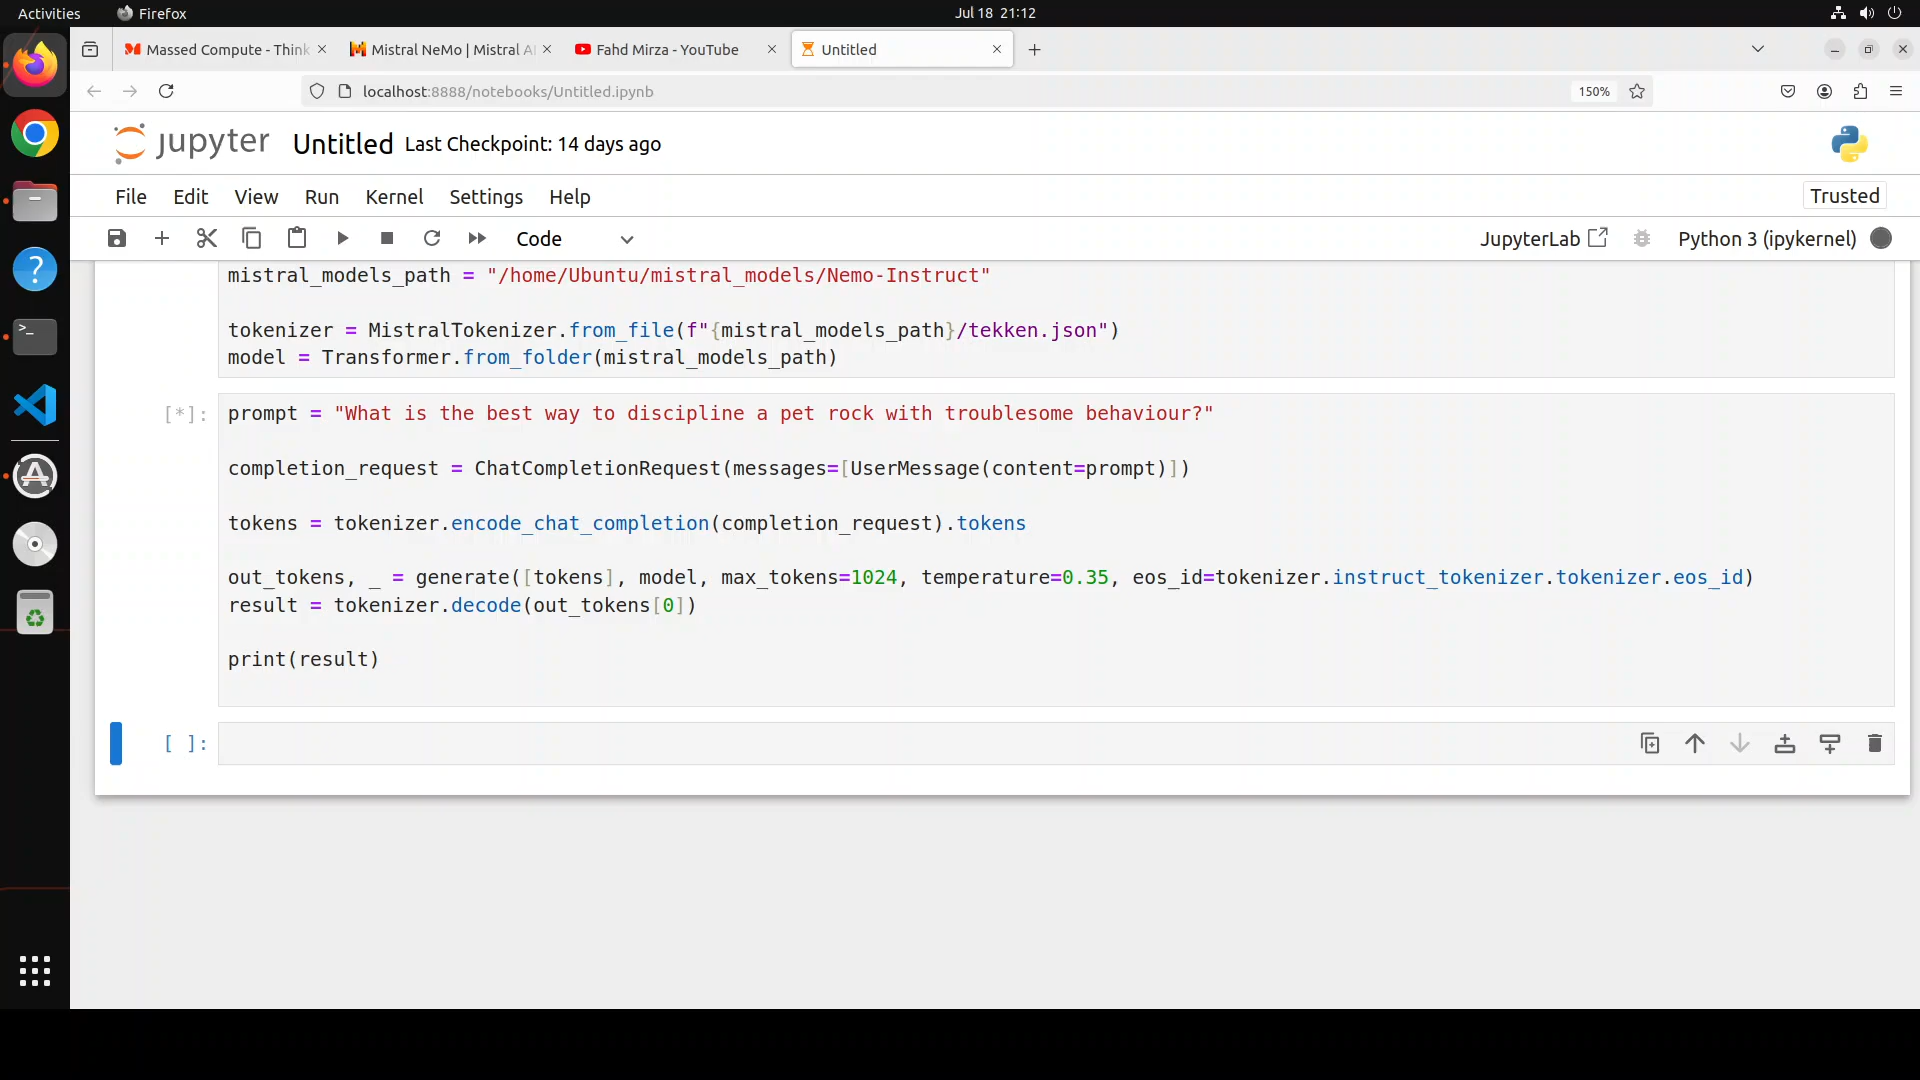 Activities Firefox Jul 18 21:12
Massed Compute - Think Mistral NeMo | Mistral A Fahd Mirza - YouTube Untitled
localhost:8888/notebooks/Untitled.ipynb 150%
jupyter Untitled Last Checkpoint: 14 days ago
File Edit View Run Kernel Settings Help Trusted
Code JupyterLab Python 3 (ipykernel)
mistral_models_path = "/home/Ubuntu/mistral_models/Nemo-Instruct"
tokenizer = MistralTokenizer.from_file(f"{mistral_models_path}/tekken.json")
model = Transformer.from_folder(mistral_models_path)
[*]: prompt = "What is the best way to discipline a pet rock with troublesome behaviour?"
completion_request = ChatCompletionRequest(messages=[UserMessage(content=prompt)])
tokens = tokenizer.encode_chat_completion(completion_request).tokens
out_tokens, _ = generate([tokens], model, max_tokens=1024, temperature=0.35, eos_id=tokenizer.instruct_tokenizer.tokenizer.eos_id)
result = tokenizer.decode(out_tokens[0])
print(result)
[ ]: